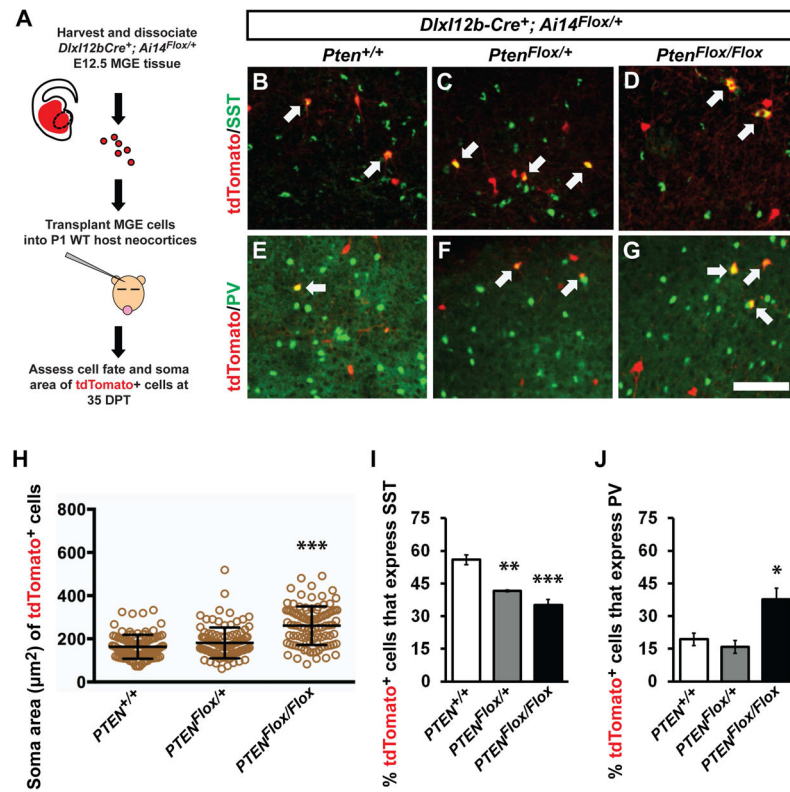 A
Harvest and dissociate
DlxI12bCre⁺; Ai14ᶠˡᵒˣ/⁺
E12.5 MGE tissue
Transplant MGE cells
into P1 WT host neocortices
Assess cell fate and soma
area of tdTomato+ cells at
35 DPT
DlxI12b-Cre⁺; Ai14ᶠˡᵒˣ/⁺
Pten⁺/⁺
Ptenᶠˡᵒˣ/⁺
Ptenᶠˡᵒˣ/ᶠˡᵒˣ
tdTomato/SST
B
C
D
tdTomato/PV
E
F
G
H
Soma area (µm²) of tdTomato⁺ cells
800
600
400
200
0
***
PTEN⁺/⁺
PTENᶠˡᵒˣ/⁺
PTENᶠˡᵒˣ/ᶠˡᵒˣ
I
% tdTomato⁺ cells that express SST
75
60
45
30
15
0
**
***
PTEN⁺/⁺
PTENᶠˡᵒˣ/⁺
PTENᶠˡᵒˣ/ᶠˡᵒˣ
J
% tdTomato⁺ cells that express PV
75
60
45
30
15
0
*
PTEN⁺/⁺
PTENᶠˡᵒˣ/⁺
PTENᶠˡᵒˣ/ᶠˡᵒˣ